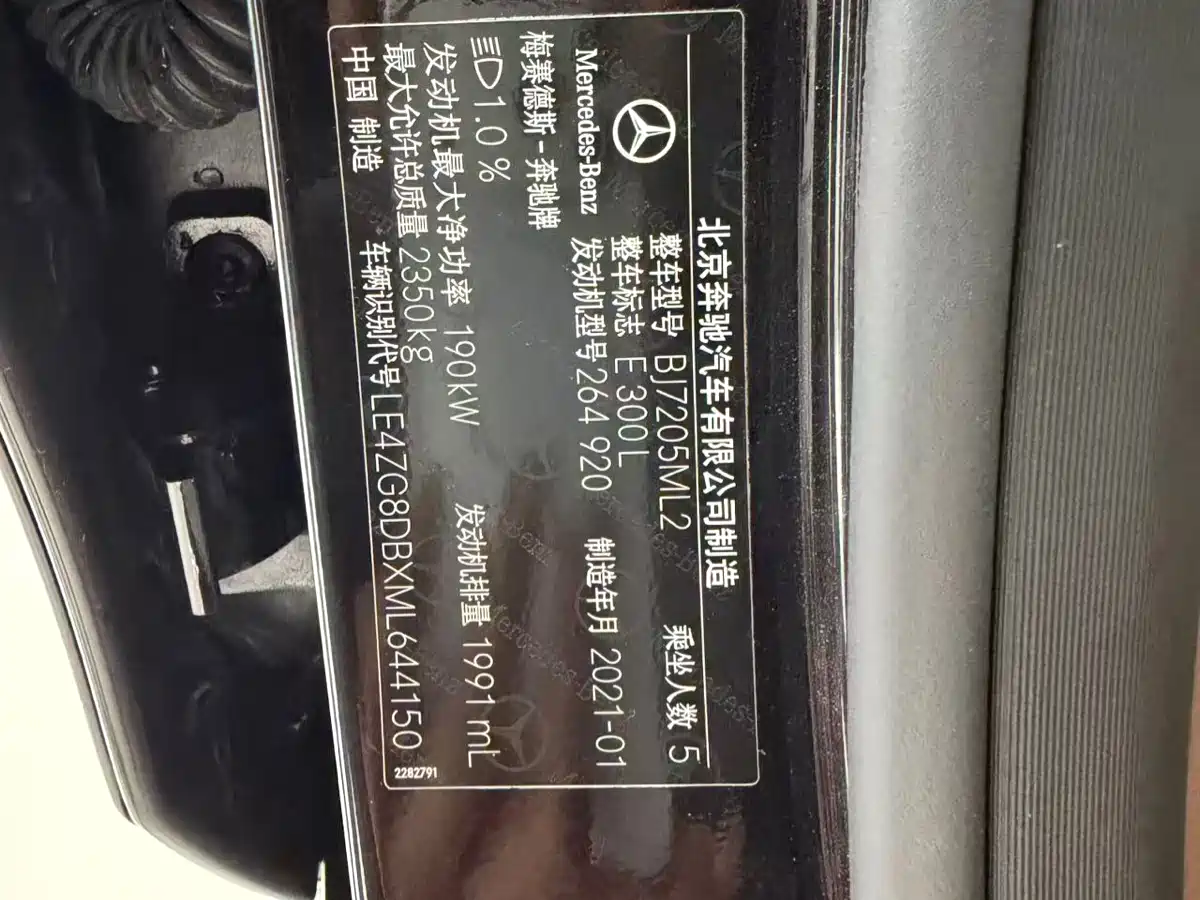 北京奔驰汽车有限公司制造
整车型号 BJ7205ML2 乘坐人数 5
Mercedes-Benz 整车标志 E 300 L
梅赛德斯-奔驰牌 发动机型号 264 920 制造年月 2021-01
1.0 %
发动机最大净功率 190kW 发动机排量 1991 mL
最大允许总质量 2350kg
中国 制造 车辆识别代号 LE4ZG8DBXML644150
2282791